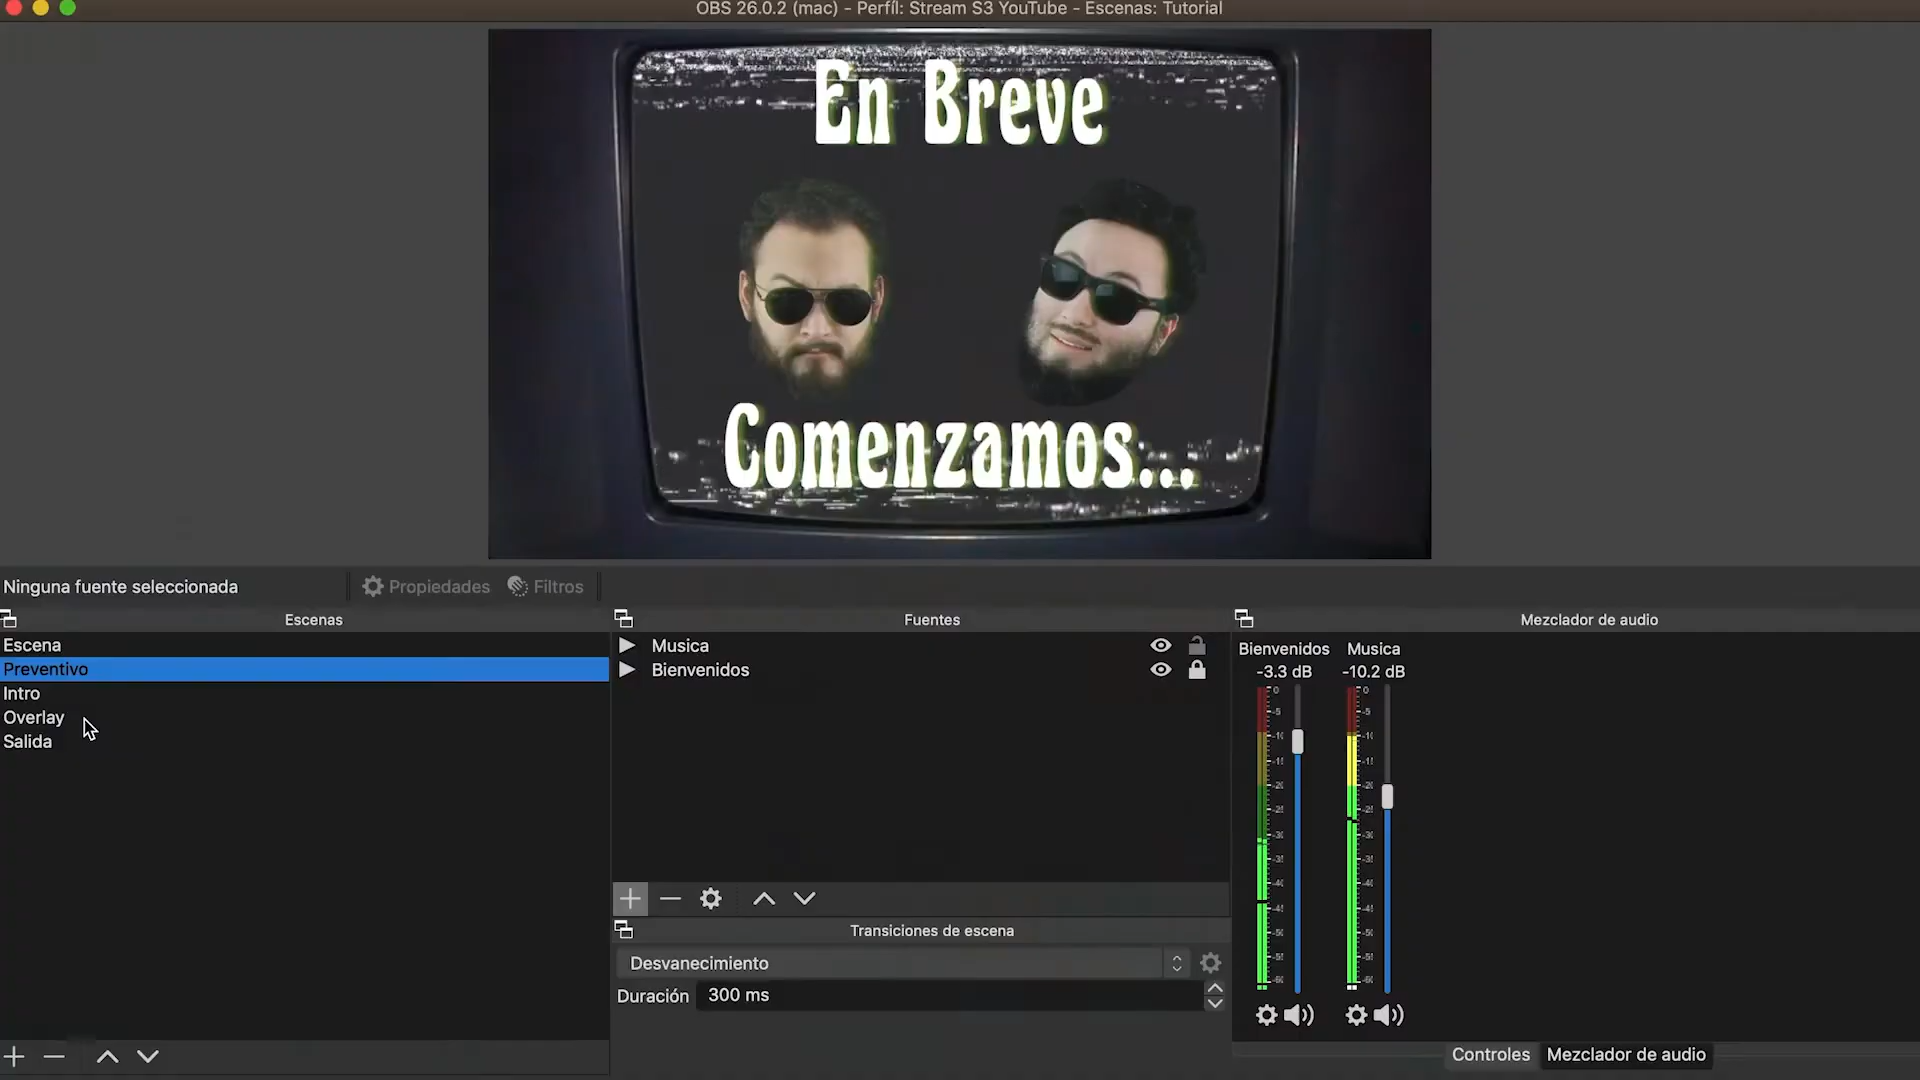 OBS 26.0.2 (mac) - Perfíl: Stream S3 YouTube - Escenas: Tutorial
En Breve
Comenzamos...
Ninguna fuente seleccionada
Propiedades
Filtros
Escenas
Escena
Preventivo
Intro
Overlay
Salida
Fuentes
Musica
Bienvenidos
Transiciones de escena
Desvanecimiento
Duración 300 ms
Mezclador de audio
Bienvenidos
-3.3 dB
Musica
-10.2 dB
Controles
Mezclador de audio